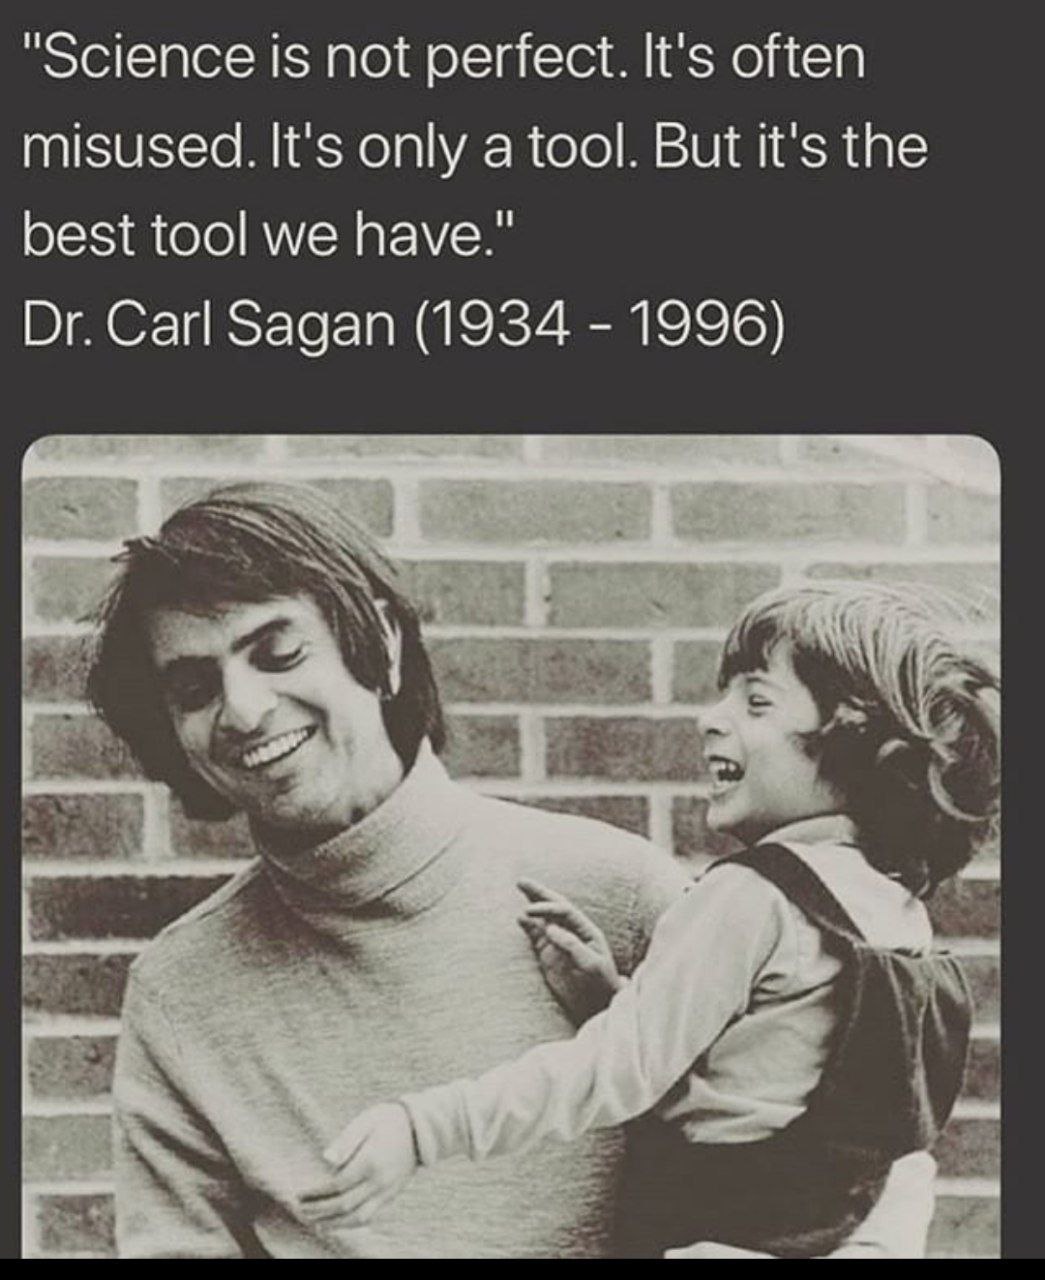 "Science is not perfect. It's often
misused. It's only a tool. But it's the
best tool we have."
Dr. Carl Sagan (1934 - 1996)